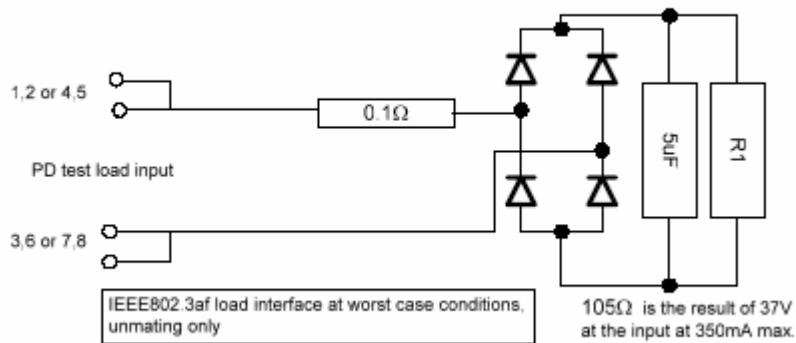 1,2 or 4,5
0.1Ω
PD test load input
5uF
R1
3,6 or 7,8
IEEE802.3af load interface at worst case conditions,
unmating only
105Ω is the result of 37V
at the input at 350mA max.